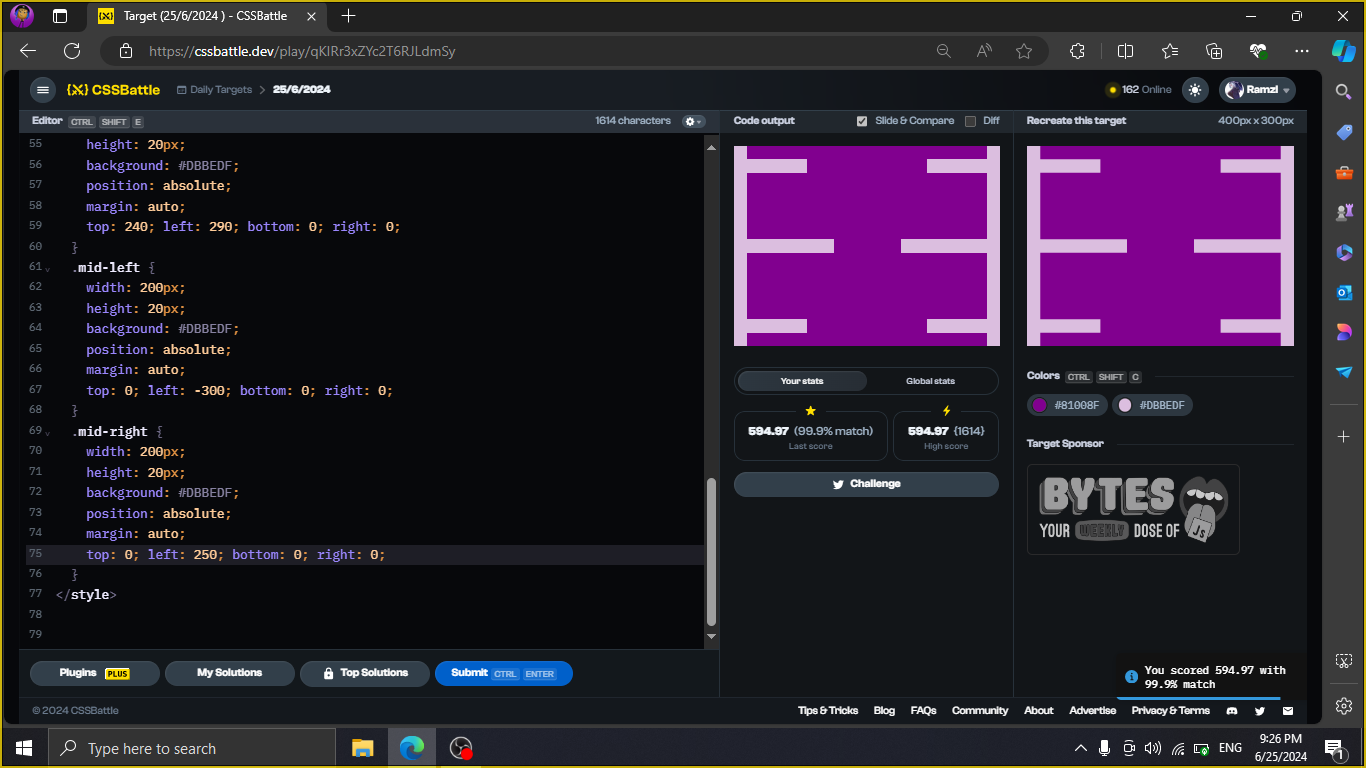 Target (25/6/2024 ) - CSSBattle
https://cssbattle.dev/play/qKlRr3xZYc2T6RJLdmSy
{X} CSSBattle
Daily Targets > 25/6/2024
162 Online
Ramzl
Editor CTRL SHIFT E
1614 characters
Code output
Slide & Compare
Diff
Recreate this target
400px x 300px
55 height: 20px;
56 background: #DBBEDF;
57 position: absolute;
58 margin: auto;
59 top: 240; left: 290; bottom: 0; right: 0;
60 }
61 .mid-left {
62 width: 200px;
63 height: 20px;
64 background: #DBBEDF;
65 position: absolute;
66 margin: auto;
67 top: 0; left: -300; bottom: 0; right: 0;
68 }
69 .mid-right {
70 width: 200px;
71 height: 20px;
72 background: #DBBEDF;
73 position: absolute;
74 margin: auto;
75 top: 0; left: 250; bottom: 0; right: 0;
76 }
77 </style>
78
79
Your stats
Global stats
594.97 (99.9% match)
Last score
594.97 {1614}
High score
Challenge
Colors CTRL SHIFT C
#81008F
#DBBEDF
Target Sponsor
BYTES
YOUR WEEKLY DOSE OF JS
Plugins PLUS
My Solutions
Top Solutions
Submit CTRL ENTER
You scored 594.97 with
99.9% match
© 2024 CSSBattle
Tips & Tricks
Blog
FAQs
Community
About
Advertise
Privacy & Terms
Type here to search
ENG
9:26 PM
6/25/2024
1